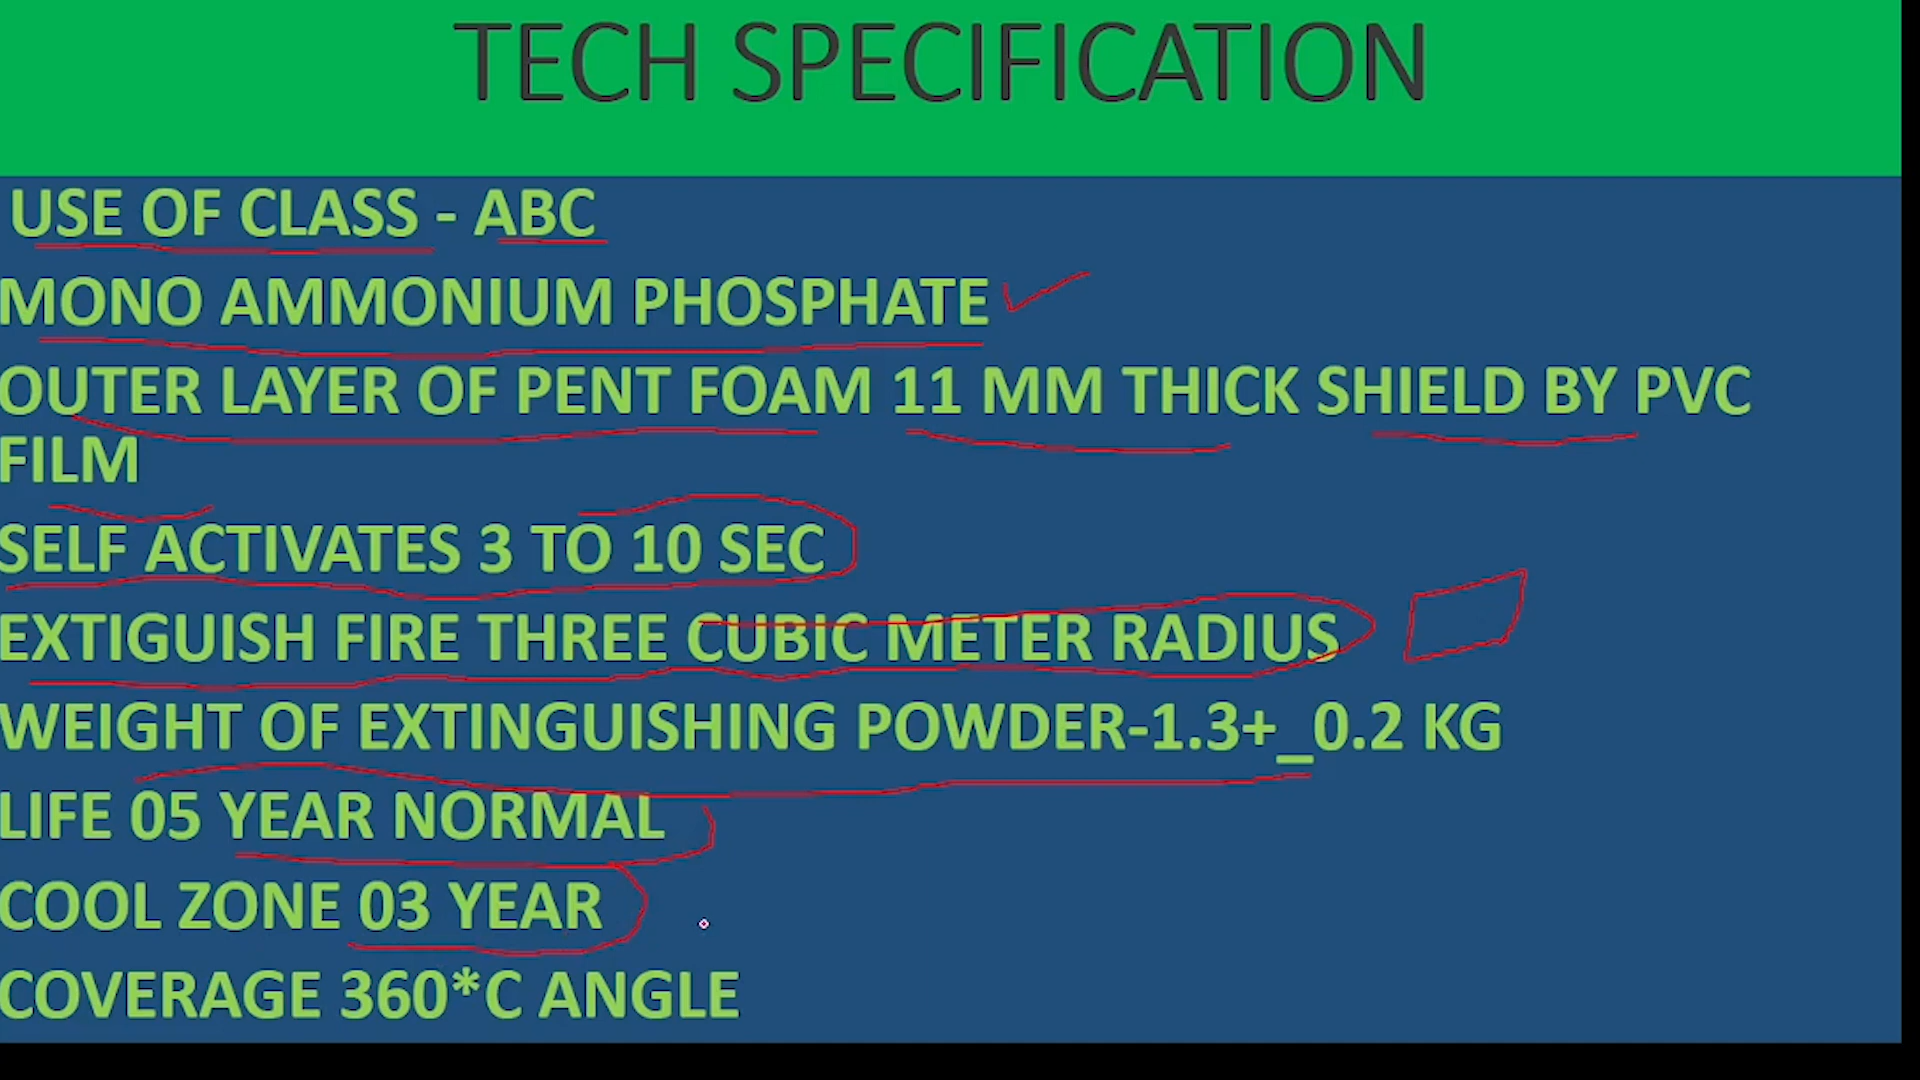 TECH SPECIFICATION
USE OF CLASS - ABC
MONO AMMONIUM PHOSPHATE
OUTER LAYER OF PENT FOAM 11 MM THICK SHIELD BY PVC
FILM
SELF ACTIVATES 3 TO 10 SEC
EXTIGUISH FIRE THREE CUBIC METER RADIUS
WEIGHT OF EXTINGUISHING POWDER-1.3+_0.2 KG
LIFE 05 YEAR NORMAL
COOL ZONE 03 YEAR
COVERAGE 360*C ANGLE